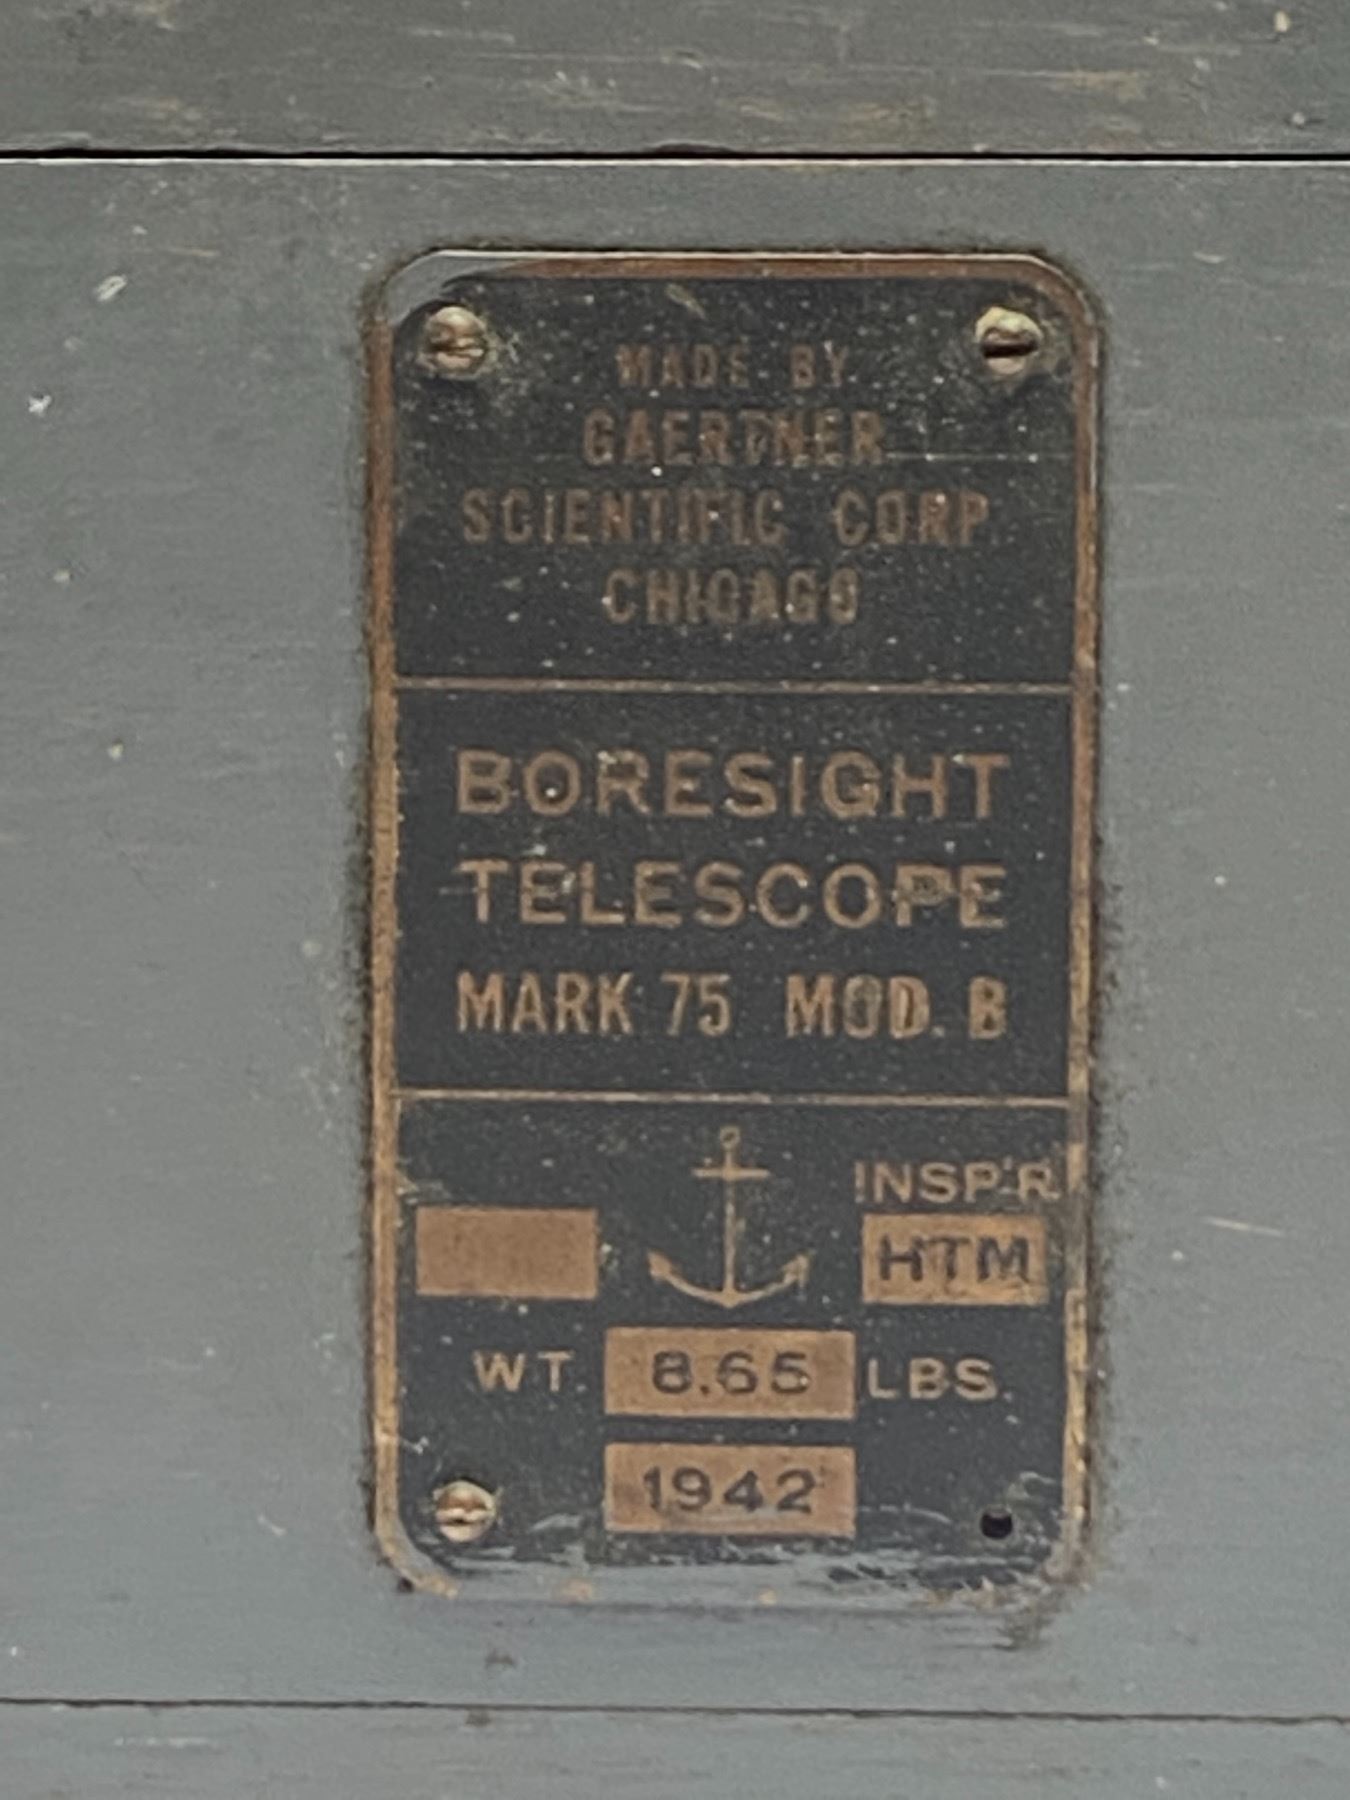 MADE BY
GAERTNER
SCIENTIFIC CORP.
CHICAGO
BORESIGHT
TELESCOPE
MARK 75 MOD. B
INSP'R.
HTM
WT. 8.65 LBS.
1942